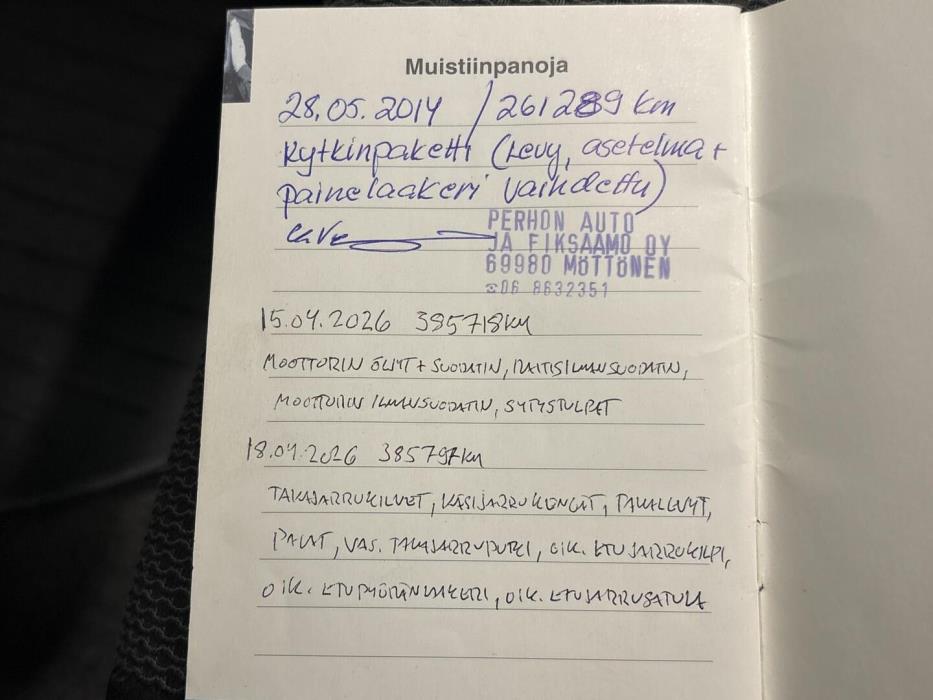 Muistiinpanoja
28.05.2014 / 261289 km
Kytkinpaketti (Levy, asetelma +
painelaakeri vaihdettu)
PERHON AUTO
JA FIKSAAMO OY
69980 MÖTTÖNEN
☎06 8632351
15.04.2026 385718KM
MOOTTORIN ÖLJYT + SUODATIN, RAITISILMANSUODATIN,
MOOTTORIN ILMANSUODATIN, SYTYSTULPET
18.04.2026 385797KM
TAKAJARRUKILVET, KÄSIJARRUKENGÄT, TAKALEVYT,
PALAT, VAS. TAKAJARRUPUTKI, OIK. ETUJARRUKILPI,
OIK. ETUPYÖRÄNLAAKERI, OIK. ETUJARRUSATULA